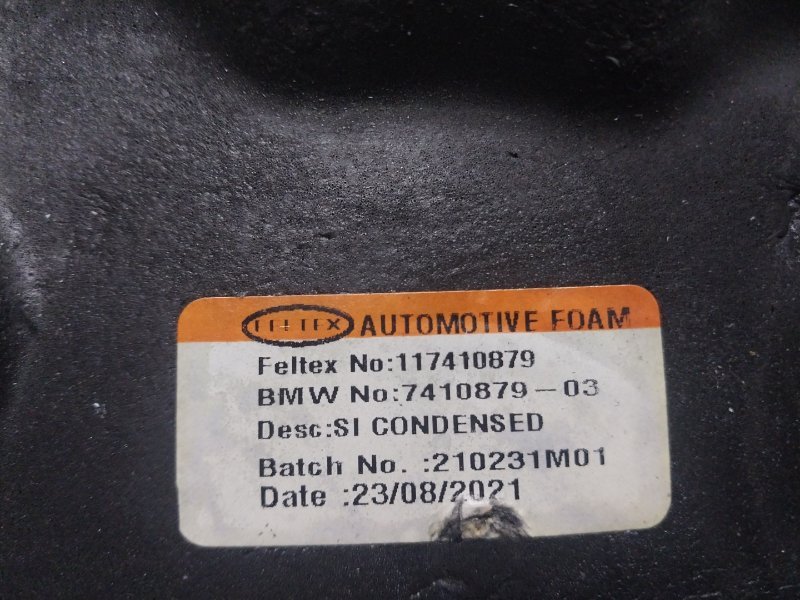 FELTEX AUTOMOTIVE FOAM
Feltex No:117410879
BMW No:7410879-03
Desc:SI CONDENSED
Batch No. :210231M01
Date :23/08/2021